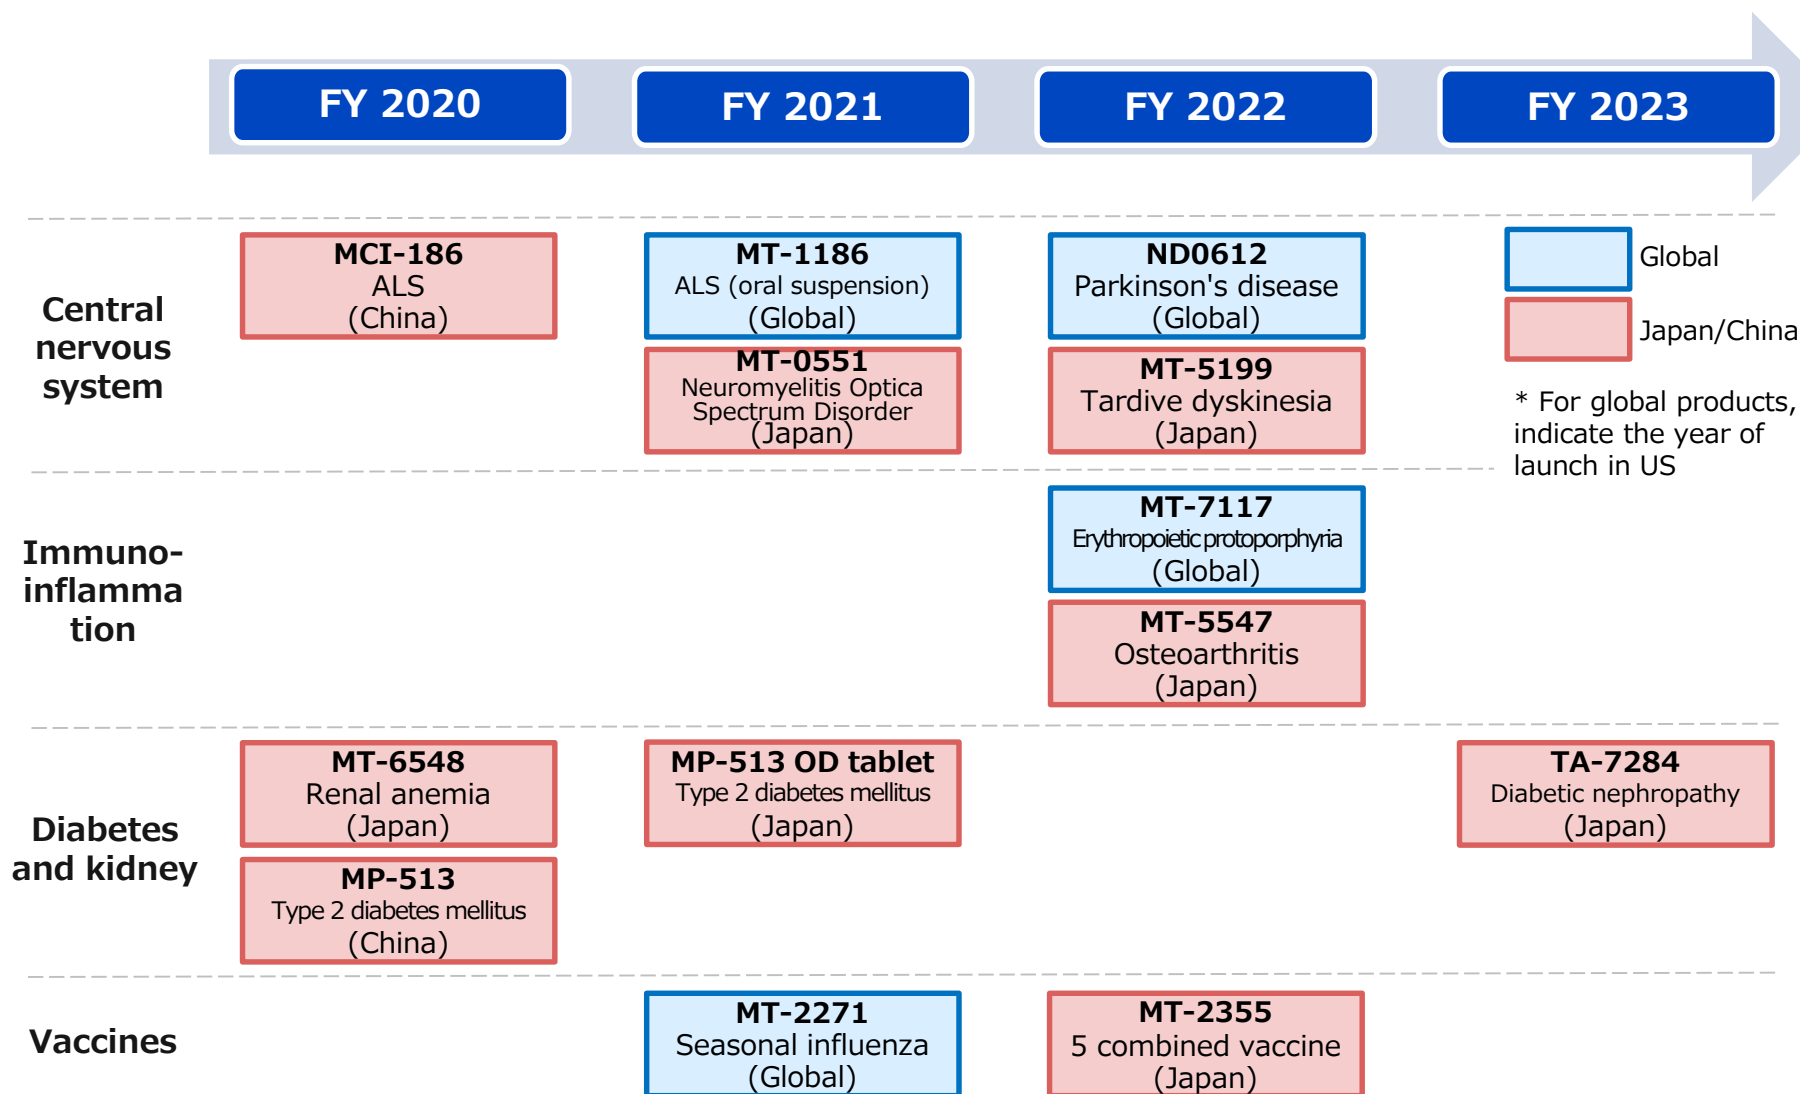 FY 2020
FY 2021
FY 2022
FY 2023
Central
nervous
system
MCI-186
ALS
(China)
MT-1186
ALS (oral suspension)
(Global)
MT-0551
Neuromyelitis Optica
Spectrum Disorder
(Japan)
ND0612
Parkinson's disease
(Global)
MT-5199
Tardive dyskinesia
(Japan)
Global
Japan/China
* For global products,
indicate the year of
launch in US
Immuno-
inflamma
tion
MT-7117
Erythropoietic protoporphyria
(Global)
MT-5547
Osteoarthritis
(Japan)
Diabetes
and kidney
MT-6548
Renal anemia
(Japan)
MP-513
Type 2 diabetes mellitus
(China)
MP-513 OD tablet
Type 2 diabetes mellitus
(Japan)
TA-7284
Diabetic nephropathy
(Japan)
Vaccines
MT-2271
Seasonal influenza
(Global)
MT-2355
5 combined vaccine
(Japan)